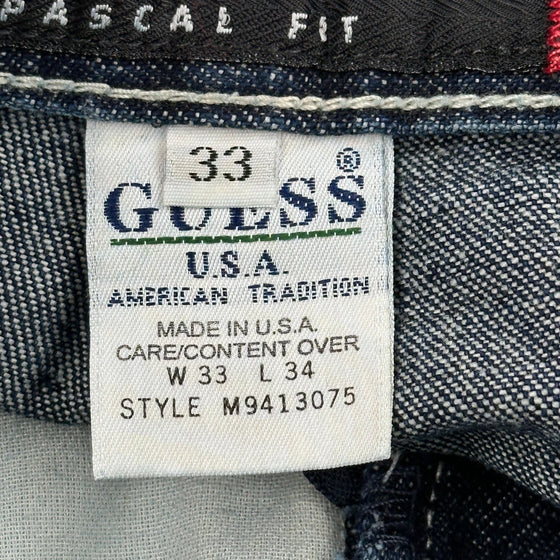 PASCAL FIT
33
GUESS®
U.S.A.
AMERICAN TRADITION
MADE IN U.S.A.
CARE/CONTENT OVER
W 33 L 34
STYLE M9413075